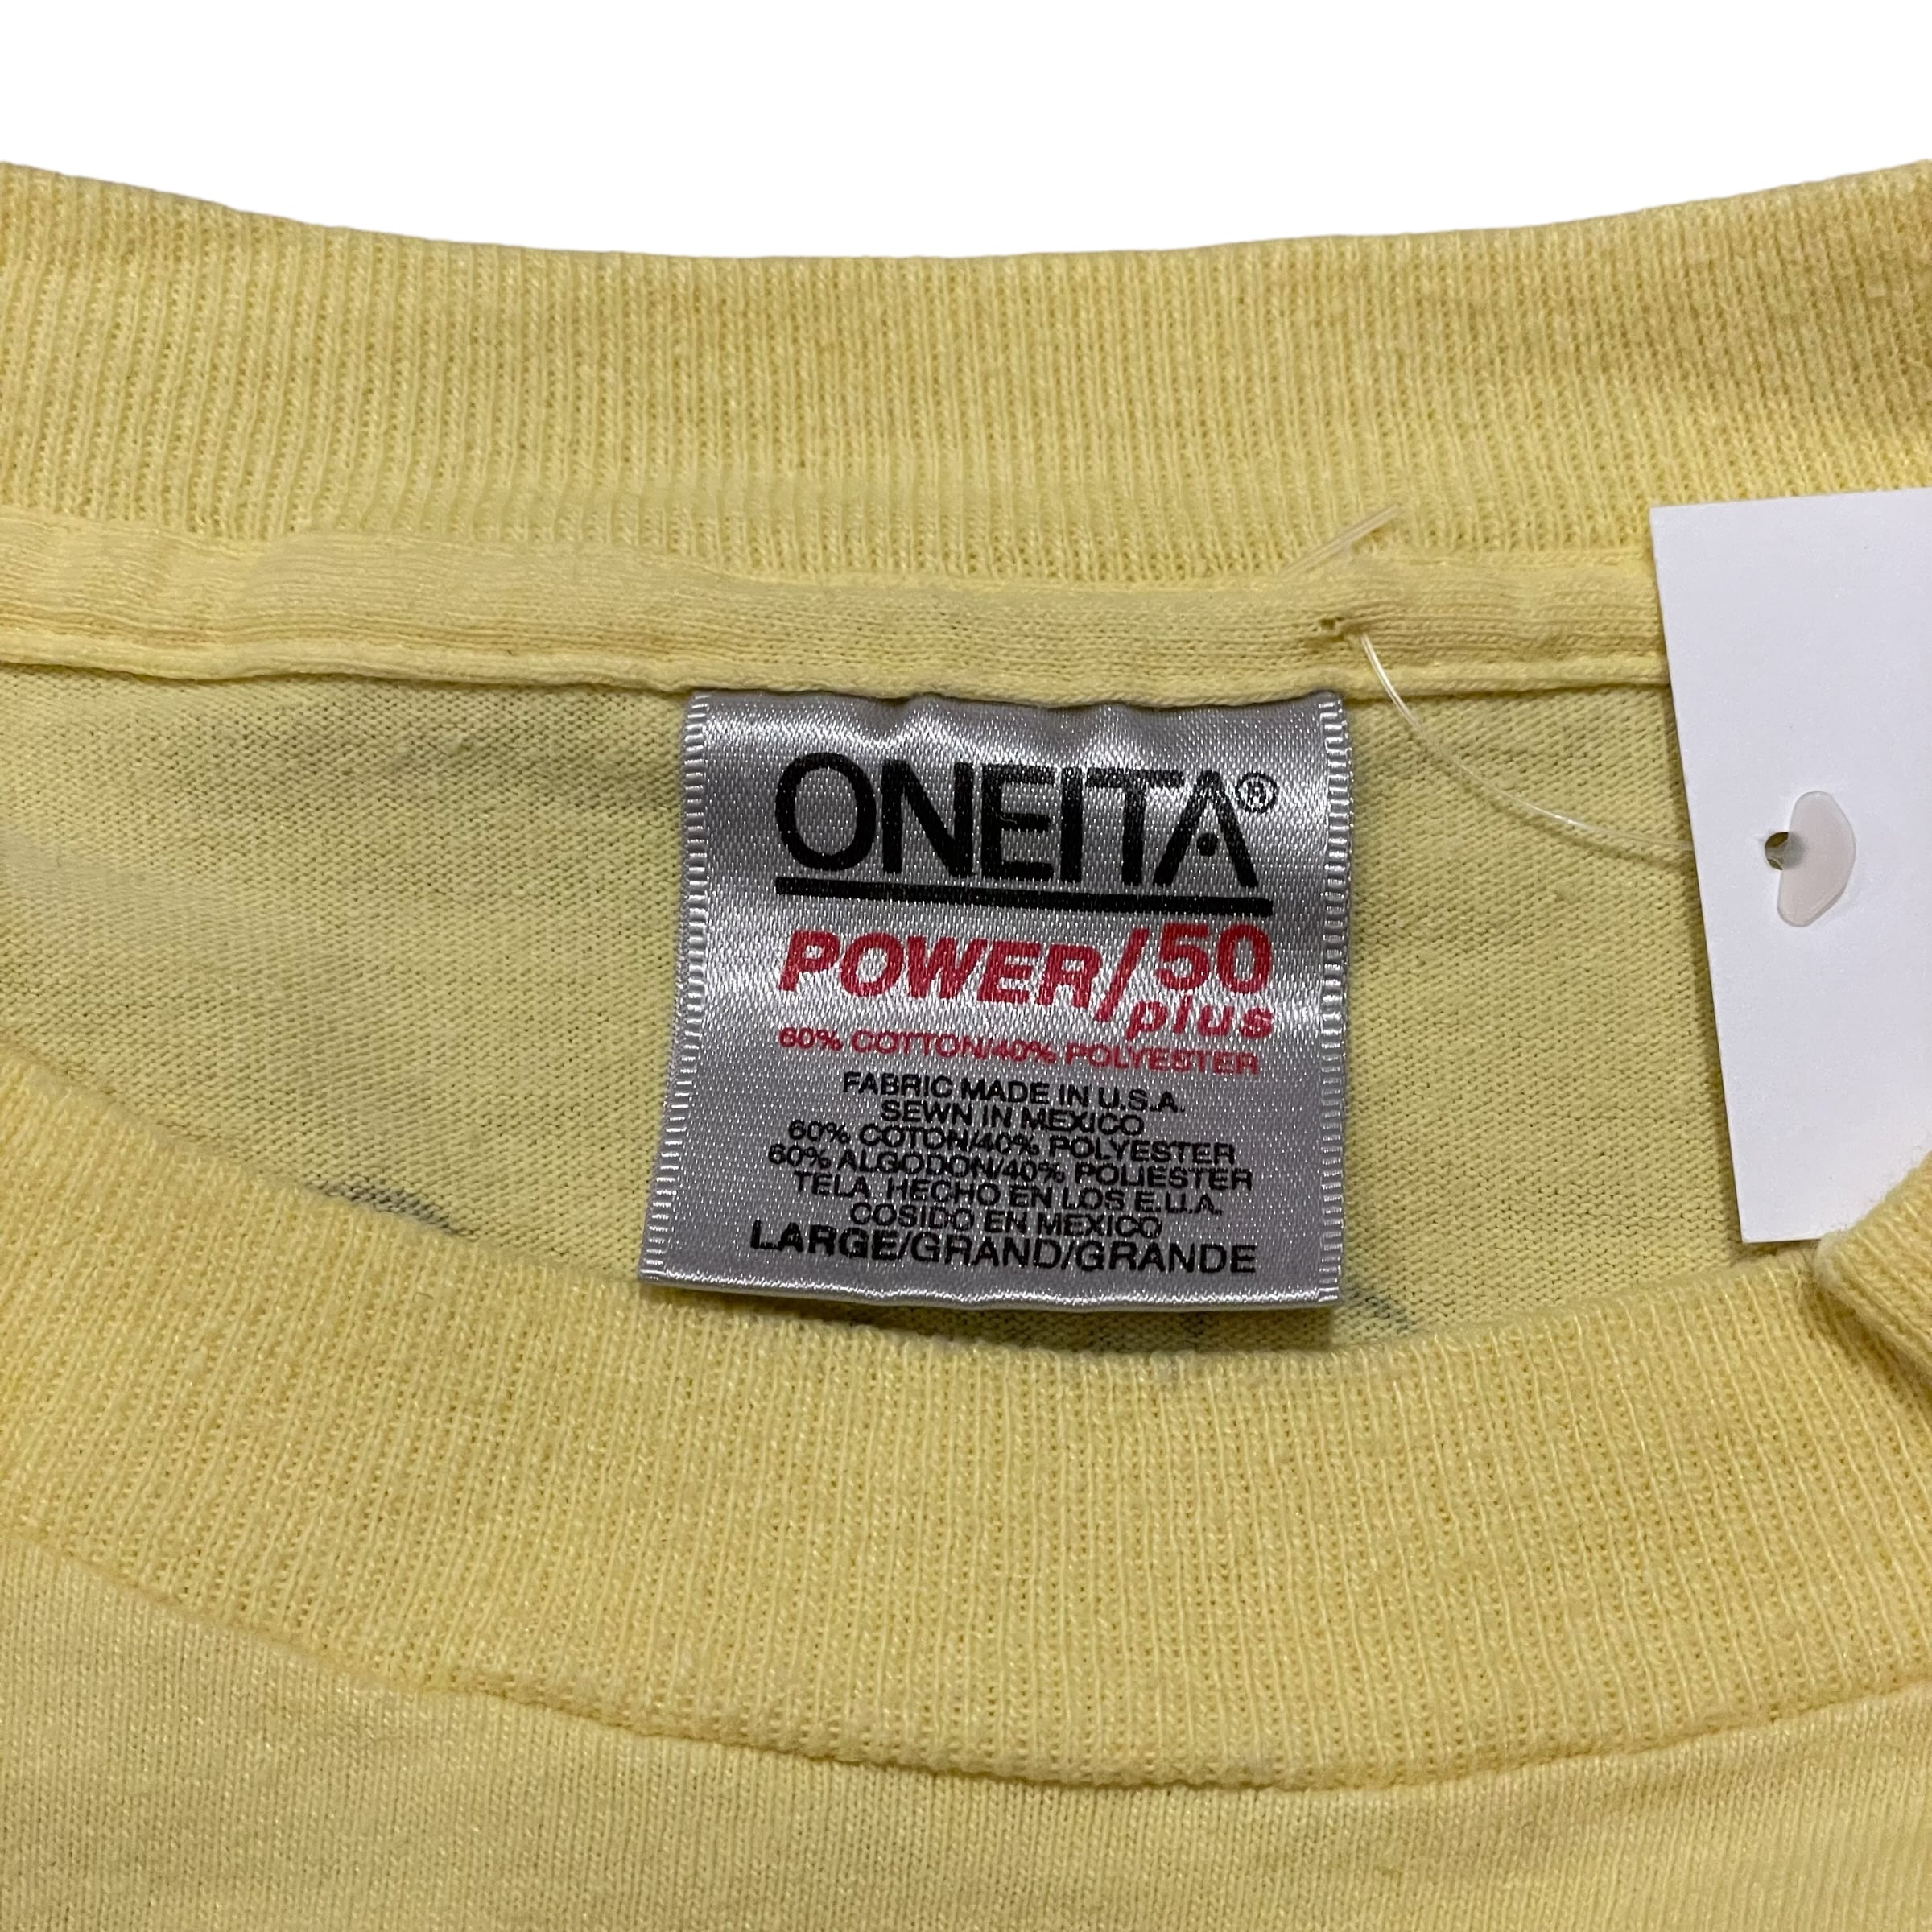 ONEITA®
POWER/50
plus
60% COTTON/40% POLYESTER
FABRIC MADE IN U.S.A.
SEWN IN MEXICO
60% COTON/40% POLYESTER
60% ALGODON/40% POLIESTER
TELA HECHO EN LOS E.U.A.
COSIDO EN MEXICO
LARGE/GRAND/GRANDE